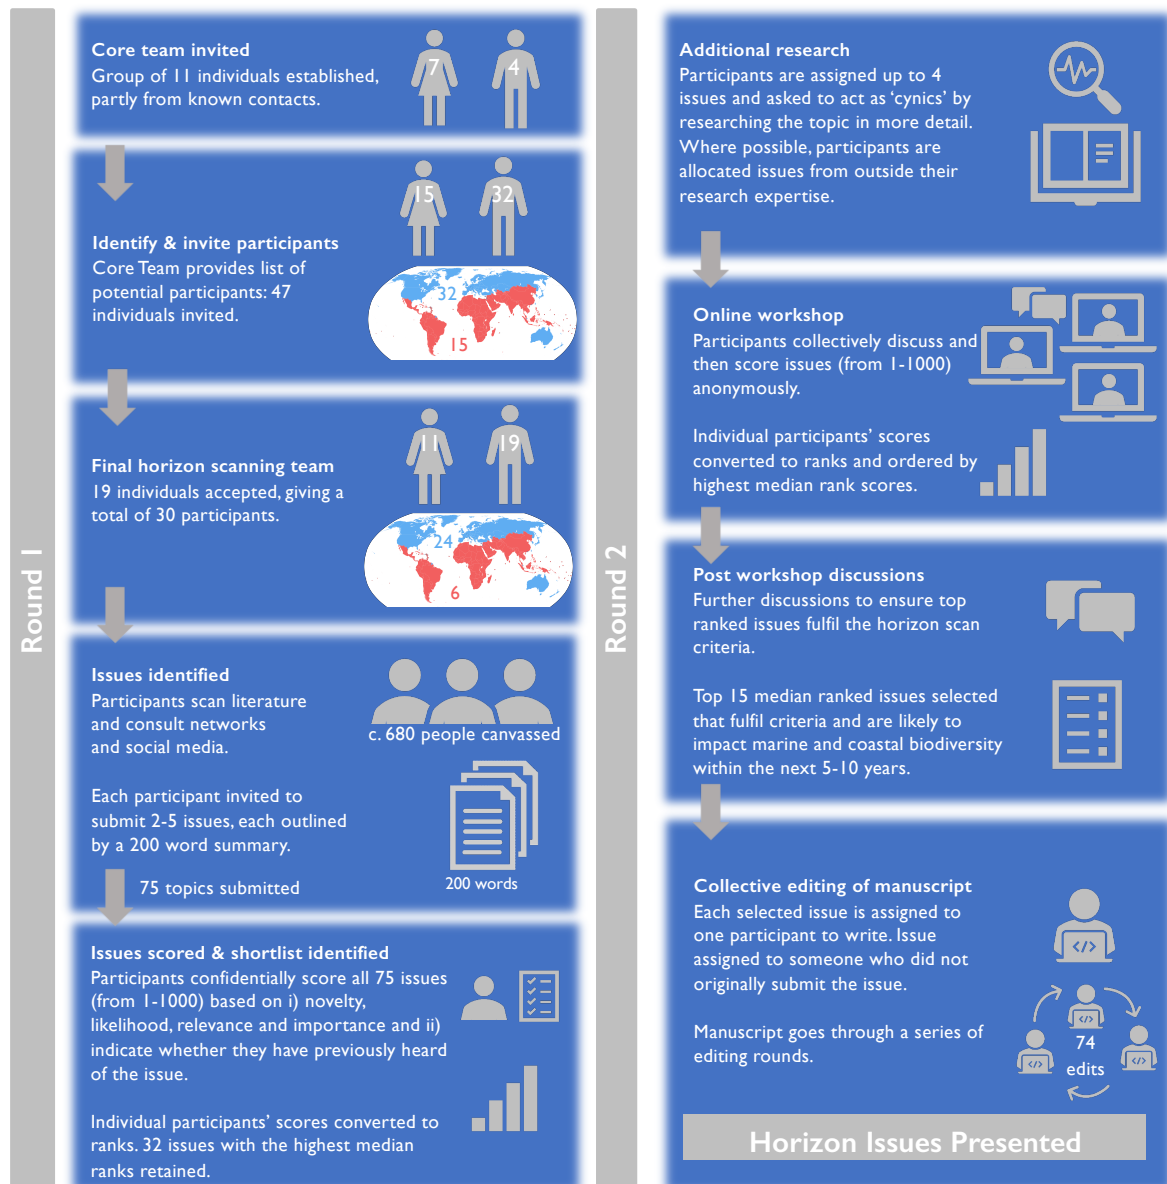 Round 1
Core team invited
Group of 11 individuals established,
partly from known contacts.
7
4
Identify & invite participants
Core Team provides list of
potential participants: 47
individuals invited.
15
32
32
15
Final horizon scanning team
19 individuals accepted, giving a
total of 30 participants.
11
19
24
6
Issues identified
Participants scan literature
and consult networks
and social media.
c. 680 people canvassed
Each participant invited to
submit 2-5 issues, each outlined
by a 200 word summary.
200 words
75 topics submitted
Issues scored & shortlist identified
Participants confidentially score all 75 issues
(from 1-1000) based on i) novelty,
likelihood, relevance and importance and ii)
indicate whether they have previously heard
of the issue.
Individual participants’ scores converted to
ranks. 32 issues with the highest median
ranks retained.
Round 2
Additional research
Participants are assigned up to 4
issues and asked to act as ‘cynics’ by
researching the topic in more detail.
Where possible, participants are
allocated issues from outside their
research expertise.
Online workshop
Participants collectively discuss and
then score issues (from 1-1000)
anonymously.
Individual participants’ scores
converted to ranks and ordered by
highest median rank scores.
Post workshop discussions
Further discussions to ensure top
ranked issues fulfil the horizon scan
criteria.
Top 15 median ranked issues selected
that fulfil criteria and are likely to
impact marine and coastal biodiversity
within the next 5-10 years.
Collective editing of manuscript
Each selected issue is assigned to
one participant to write. Issue
assigned to someone who did not
originally submit the issue.
</>
Manuscript goes through a series of
editing rounds.
</>
</>
</>
74
edits
Horizon Issues Presented